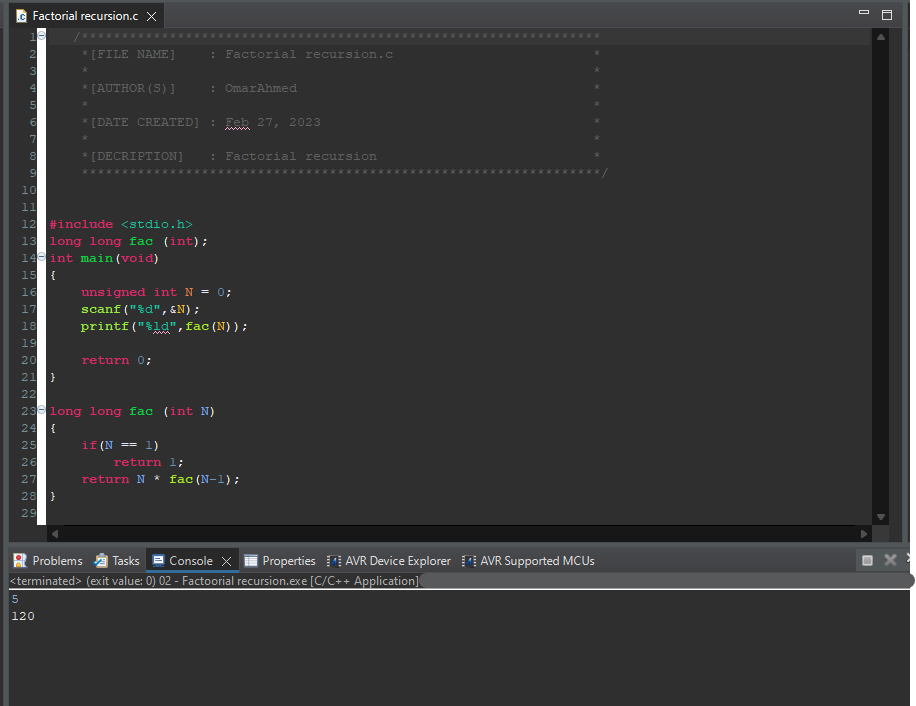 Factorial recursion.c
1 /*****************************************************************
2 *[FILE NAME] : Factorial recursion.c *
3 * *
4 *[AUTHOR(S)] : OmarAhmed *
5 * *
6 *[DATE CREATED] : Feb 27, 2023 *
7 * *
8 *[DECRIPTION] : Factorial recursion *
9 *****************************************************************/
10
11
12 #include <stdio.h>
13 long long fac (int);
14 int main(void)
15 {
16 unsigned int N = 0;
17 scanf("%d",&N);
18 printf("%ld",fac(N));
19
20 return 0;
21 }
22
23 long long fac (int N)
24 {
25 if(N == 1)
26 return 1;
27 return N * fac(N-1);
28 }
29
Problems Tasks Console Properties AVR Device Explorer AVR Supported MCUs
<terminated> (exit value: 0) 02 - Factoorial recursion.exe [C/C++ Application]
5
120